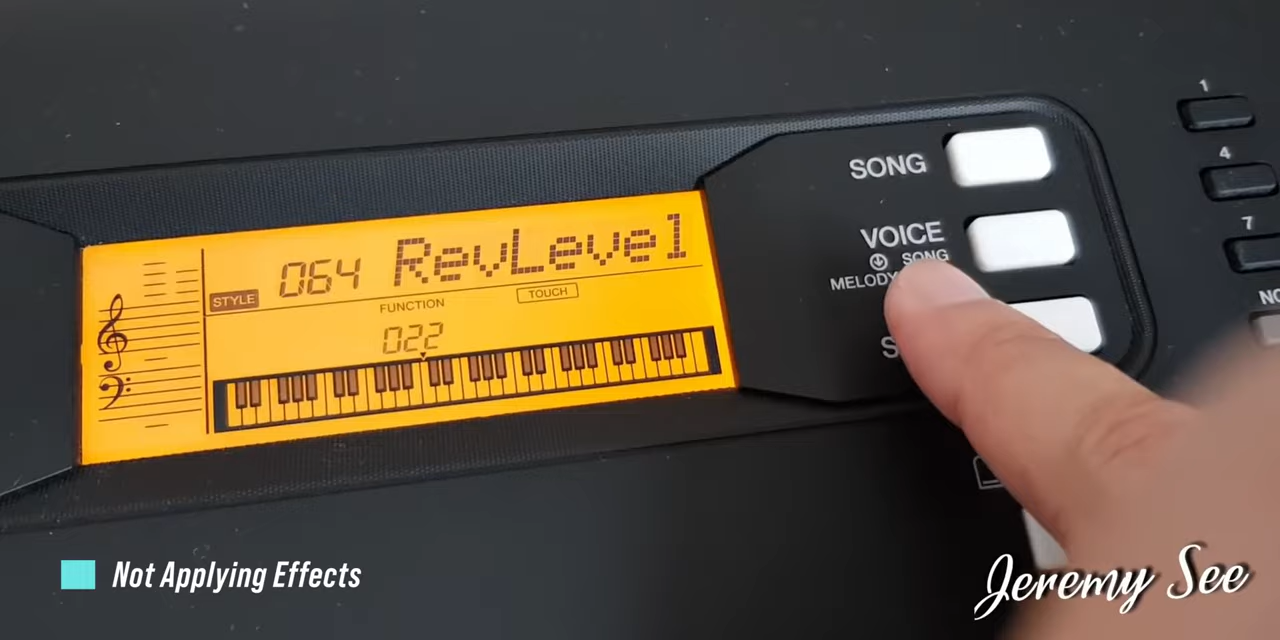 SONG
VOICE
SONG
MELODY
064 RevLevel
STYLE
FUNCTION
TOUCH
022
1
4
7
Not Applying Effects
Jeremy See